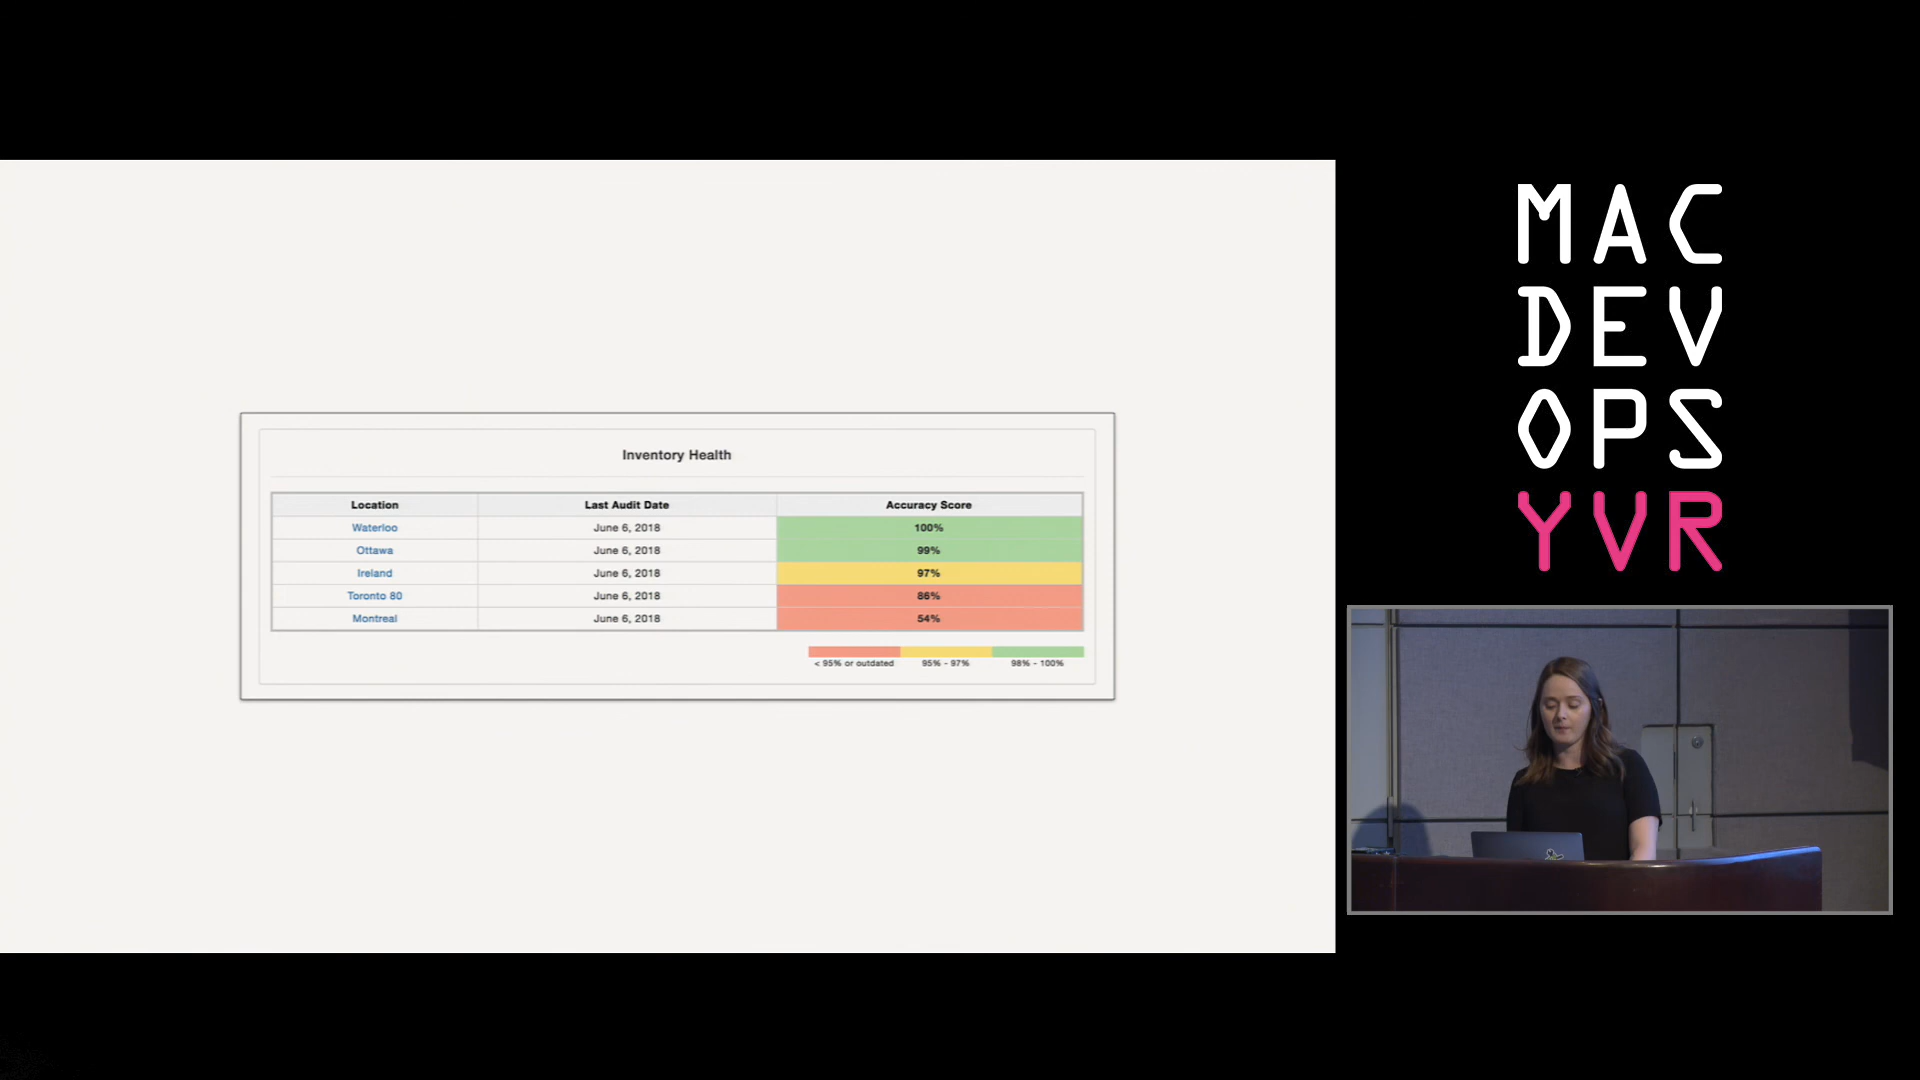 Inventory Health
Location Last Audit Date Accuracy Score
Waterloo June 6, 2018 100%
Ottawa June 6, 2018 99%
Ireland June 6, 2018 97%
Toronto 80 June 6, 2018 86%
Montreal June 6, 2018 54%
< 95% or outdated 95% - 97% 98% - 100%
MAC
DEV
OPS
YVR